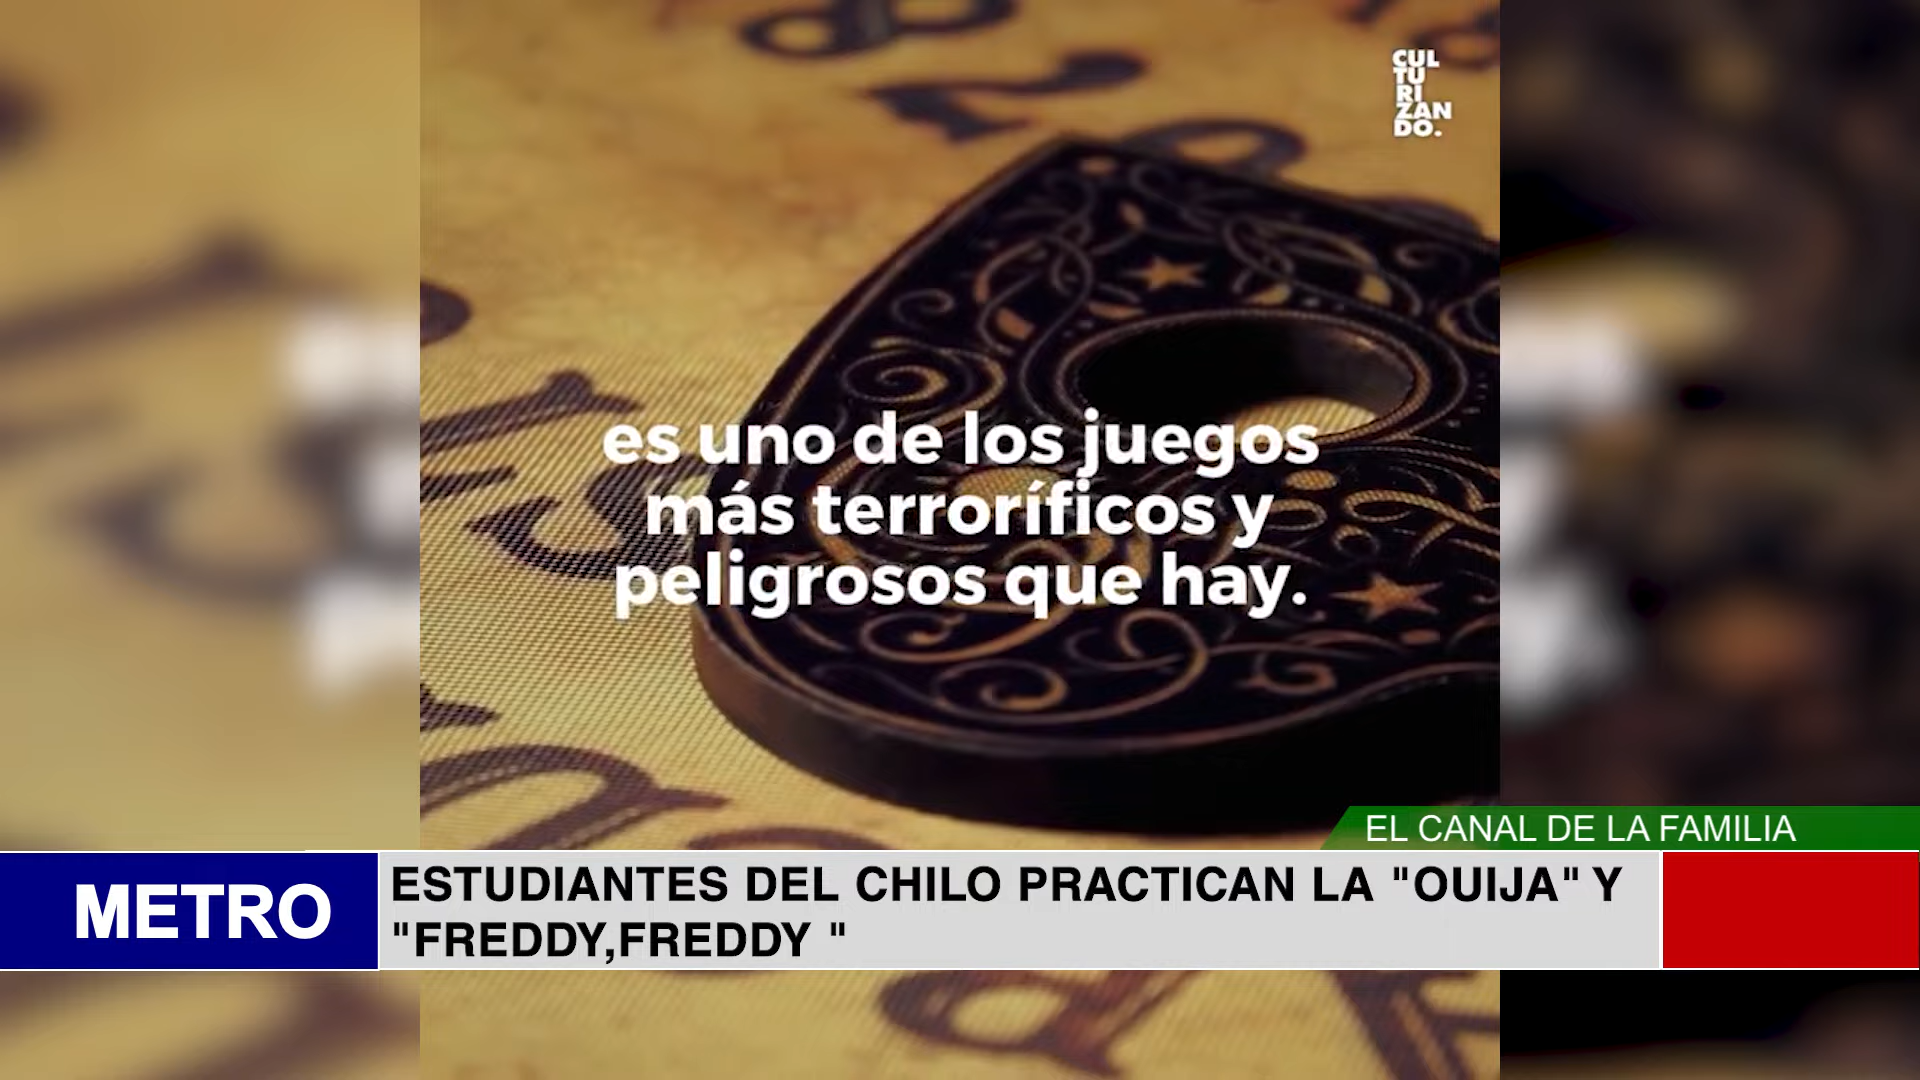 CUL
TU
RI
ZAN
DO.
es uno de los juegos
más terroríficos y
peligrosos que hay.
EL CANAL DE LA FAMILIA
METRO
ESTUDIANTES DEL CHILO PRACTICAN LA "OUIJA" Y
"FREDDY,FREDDY "